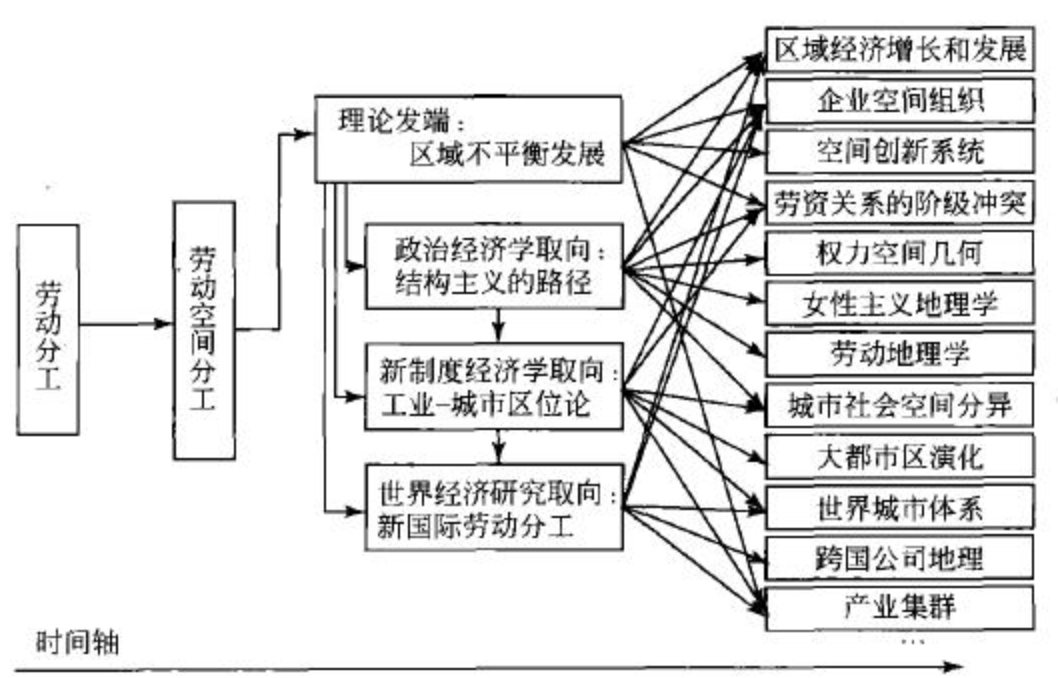 劳动分工
劳动空间分工
理论发端：
区域不平衡发展
政治经济学取向：
结构主义的路径
新制度经济学取向：
工业-城市区位论
世界经济研究取向：
新国际劳动分工
区域经济增长和发展
企业空间组织
空间创新系统
劳资关系的阶级冲突
权力空间几何
女性主义地理学
劳动地理学
城市社会空间分异
大都市区演化
世界城市体系
跨国公司地理
产业集群
…
时间轴